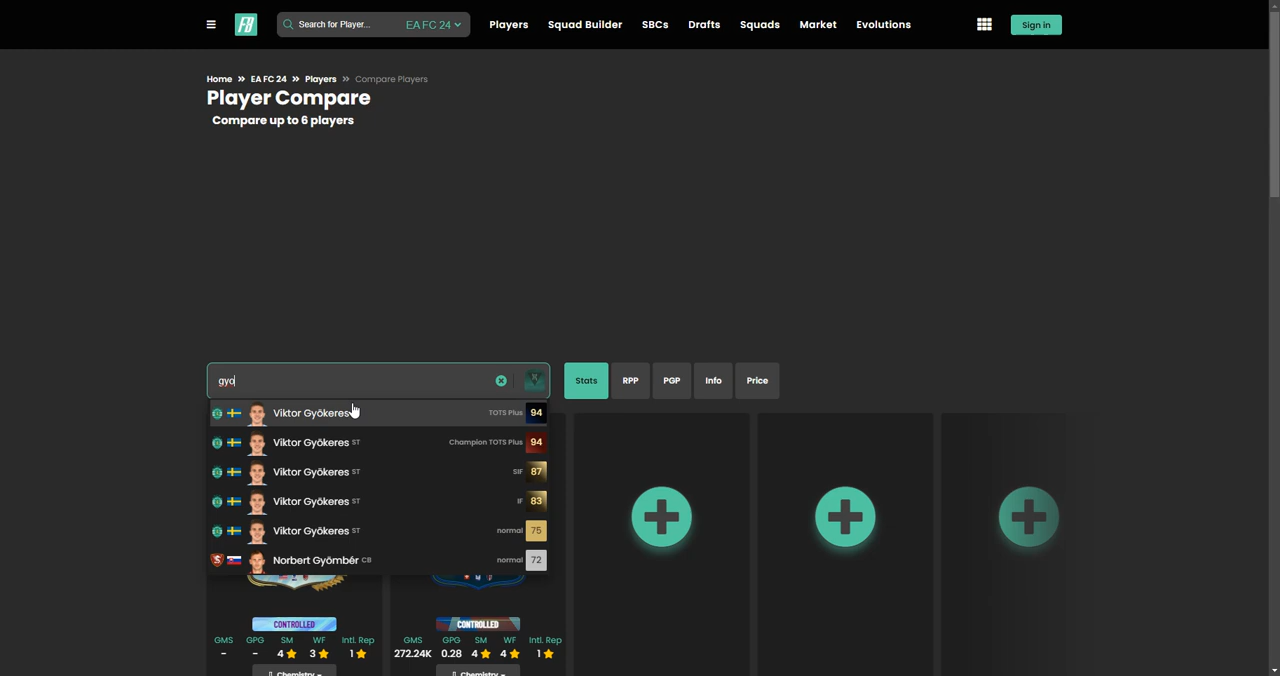 F8 Search for Player... EA FC 24 Players Squad Builder SBCs Drafts Squads Market Evolutions Sign in
Home » EA FC 24 » Players » Compare Players
Player Compare
Compare up to 6 players
gyo Stats RPP PGP Info Price
Viktor Gyökeres TOTS Plus 94
Viktor Gyökeres ST Champion TOTS Plus 94
Viktor Gyökeres ST SIF 87
Viktor Gyökeres ST IF 83
Viktor Gyökeres ST normal 75
Norbert Gyömbér CB normal 72
CONTROLLED CONTROLLED
GMS GPG SM WF Intl. Rep GMS GPG SM WF Intl. Rep
- - 4 3 1 272.24K 0.28 4 4 1
Chemistry Chemistry